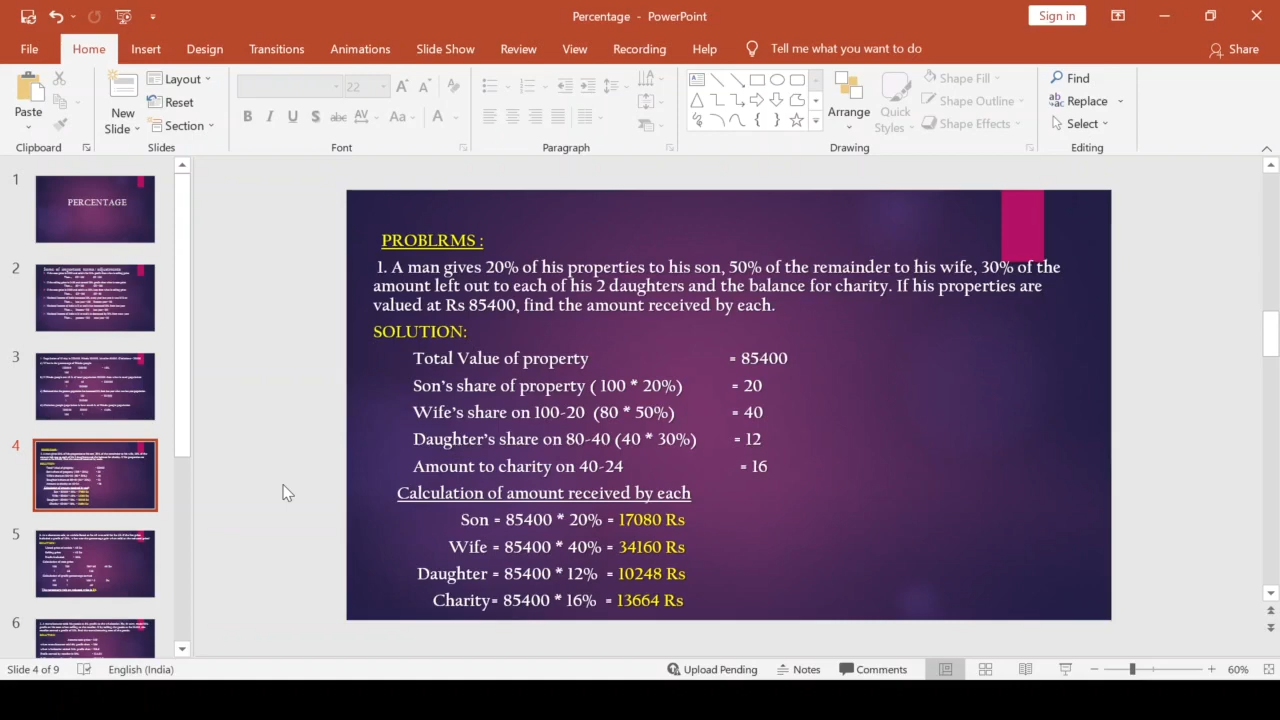 Percentage - PowerPoint
Sign in
File Home Insert Design Transitions Animations Slide Show Review View Recording Help Tell me what you want to do Share
Paste
New Slide
Layout
Reset
Section
22
Aa
A
Arrange
Quick Styles
Shape Fill
Shape Outline
Shape Effects
Find
Replace
Select
Clipboard Slides Font Paragraph Drawing Editing
1
PERCENTAGE
2
3
4
5
6
PROBLRMS :
1. A man gives 20% of his properties to his son, 50% of the remainder to his wife, 30% of the
amount left out to each of his 2 daughters and the balance for charity. If his properties are
valued at Rs 85400, find the amount received by each.
SOLUTION:
Total Value of property = 85400
Son's share of property ( 100 * 20%) = 20
Wife's share on 100-20 (80 * 50%) = 40
Daughter's share on 80-40 (40 * 30%) = 12
Amount to charity on 40-24 = 16
Calculation of amount received by each
Son = 85400 * 20% = 17080 Rs
Wife = 85400 * 40% = 34160 Rs
Daughter = 85400 * 12% = 10248 Rs
Charity= 85400 * 16% = 13664 Rs
Slide 4 of 9 English (India) Upload Pending Notes Comments 60%